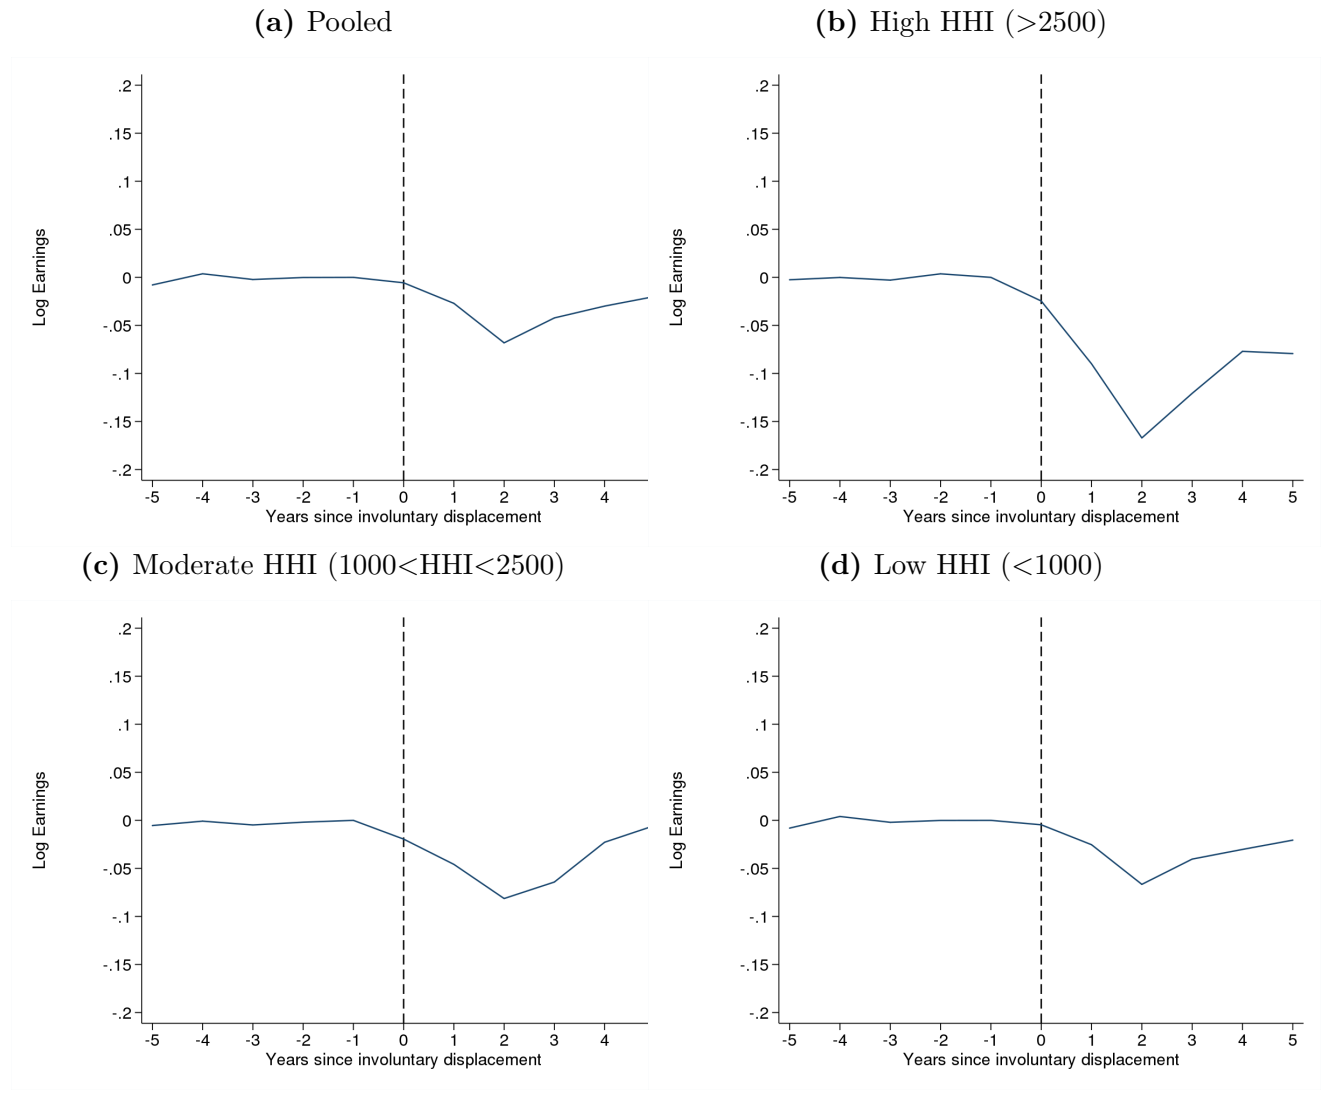 (a) Pooled
.2
.15
.1
.05
0
-.05
-.1
-.15
-.2
Log Earnings
-5 -4 -3 -2 -1 0 1 2 3 4
Years since involuntary displacement
(b) High HHI (>2500)
.2
.15
.1
.05
0
-.05
-.1
-.15
-.2
Log Earnings
-5 -4 -3 -2 -1 0 1 2 3 4 5
Years since involuntary displacement
(c) Moderate HHI (1000<HHI<2500)
.2
.15
.1
.05
0
-.05
-.1
-.15
-.2
Log Earnings
-5 -4 -3 -2 -1 0 1 2 3 4
Years since involuntary displacement
(d) Low HHI (<1000)
.2
.15
.1
.05
0
-.05
-.1
-.15
-.2
Log Earnings
-5 -4 -3 -2 -1 0 1 2 3 4 5
Years since involuntary displacement